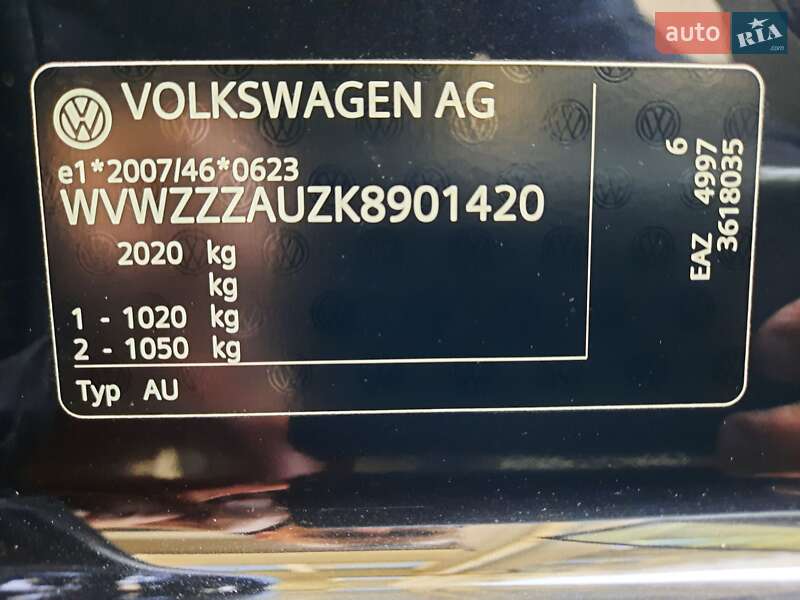 auto RIA.com
VOLKSWAGEN AG
e1*2007/46*0623
WVWZZZAUZK8901420
2020 kg
kg
1 - 1020 kg
2 - 1050 kg
Typ AU
6
EAZ 4997
3618035